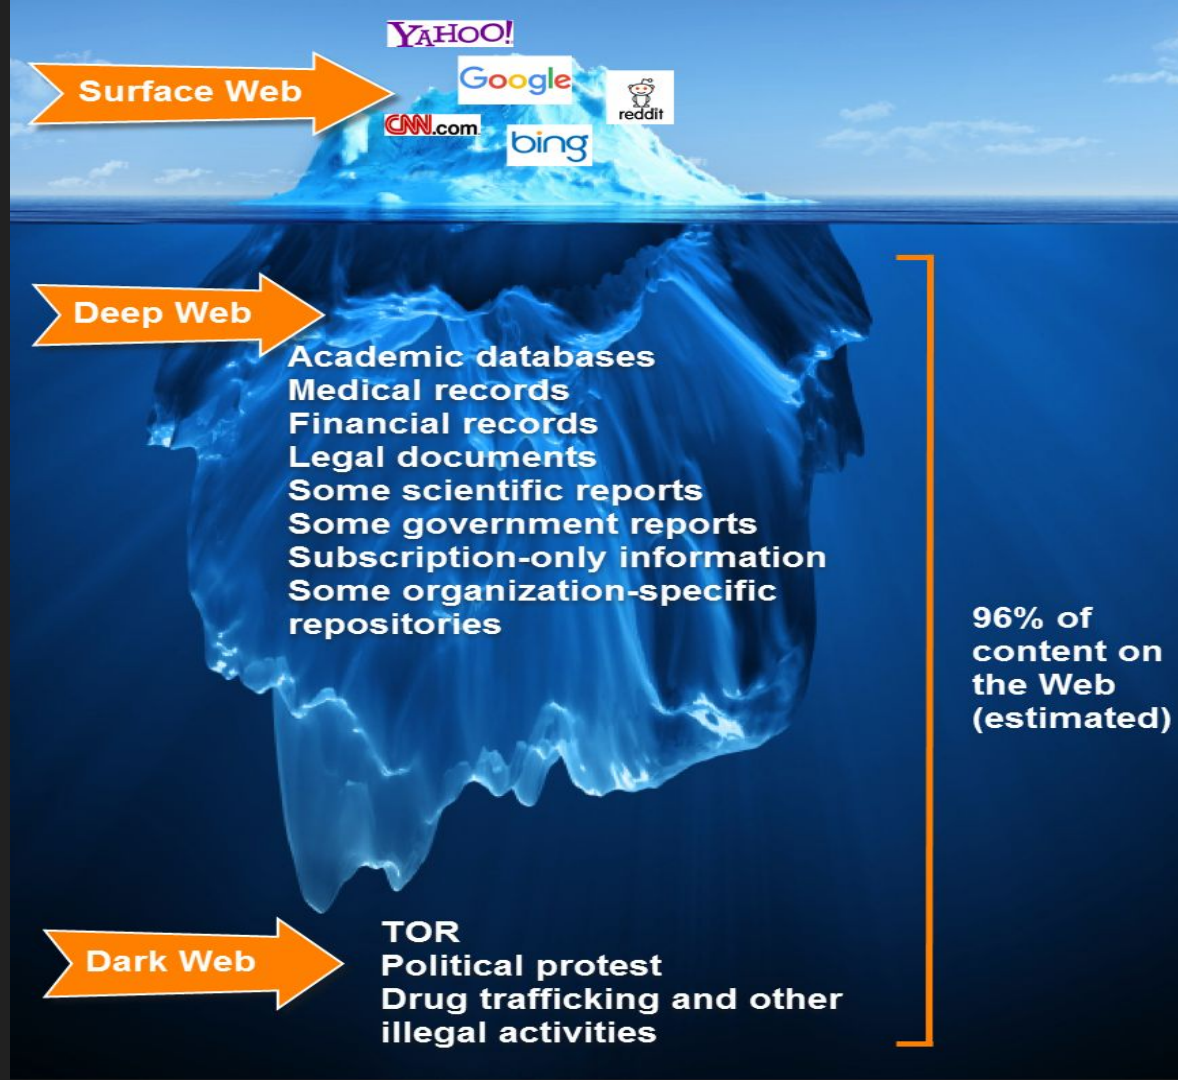 YAHOO!
Surface Web
Google
reddit
CNN.com
bing
Deep Web
Academic databases
Medical records
Financial records
Legal documents
Some scientific reports
Some government reports
Subscription-only information
Some organization-specific
repositories
96% of
content on
the Web
(estimated)
Dark Web
TOR
Political protest
Drug trafficking and other
illegal activities